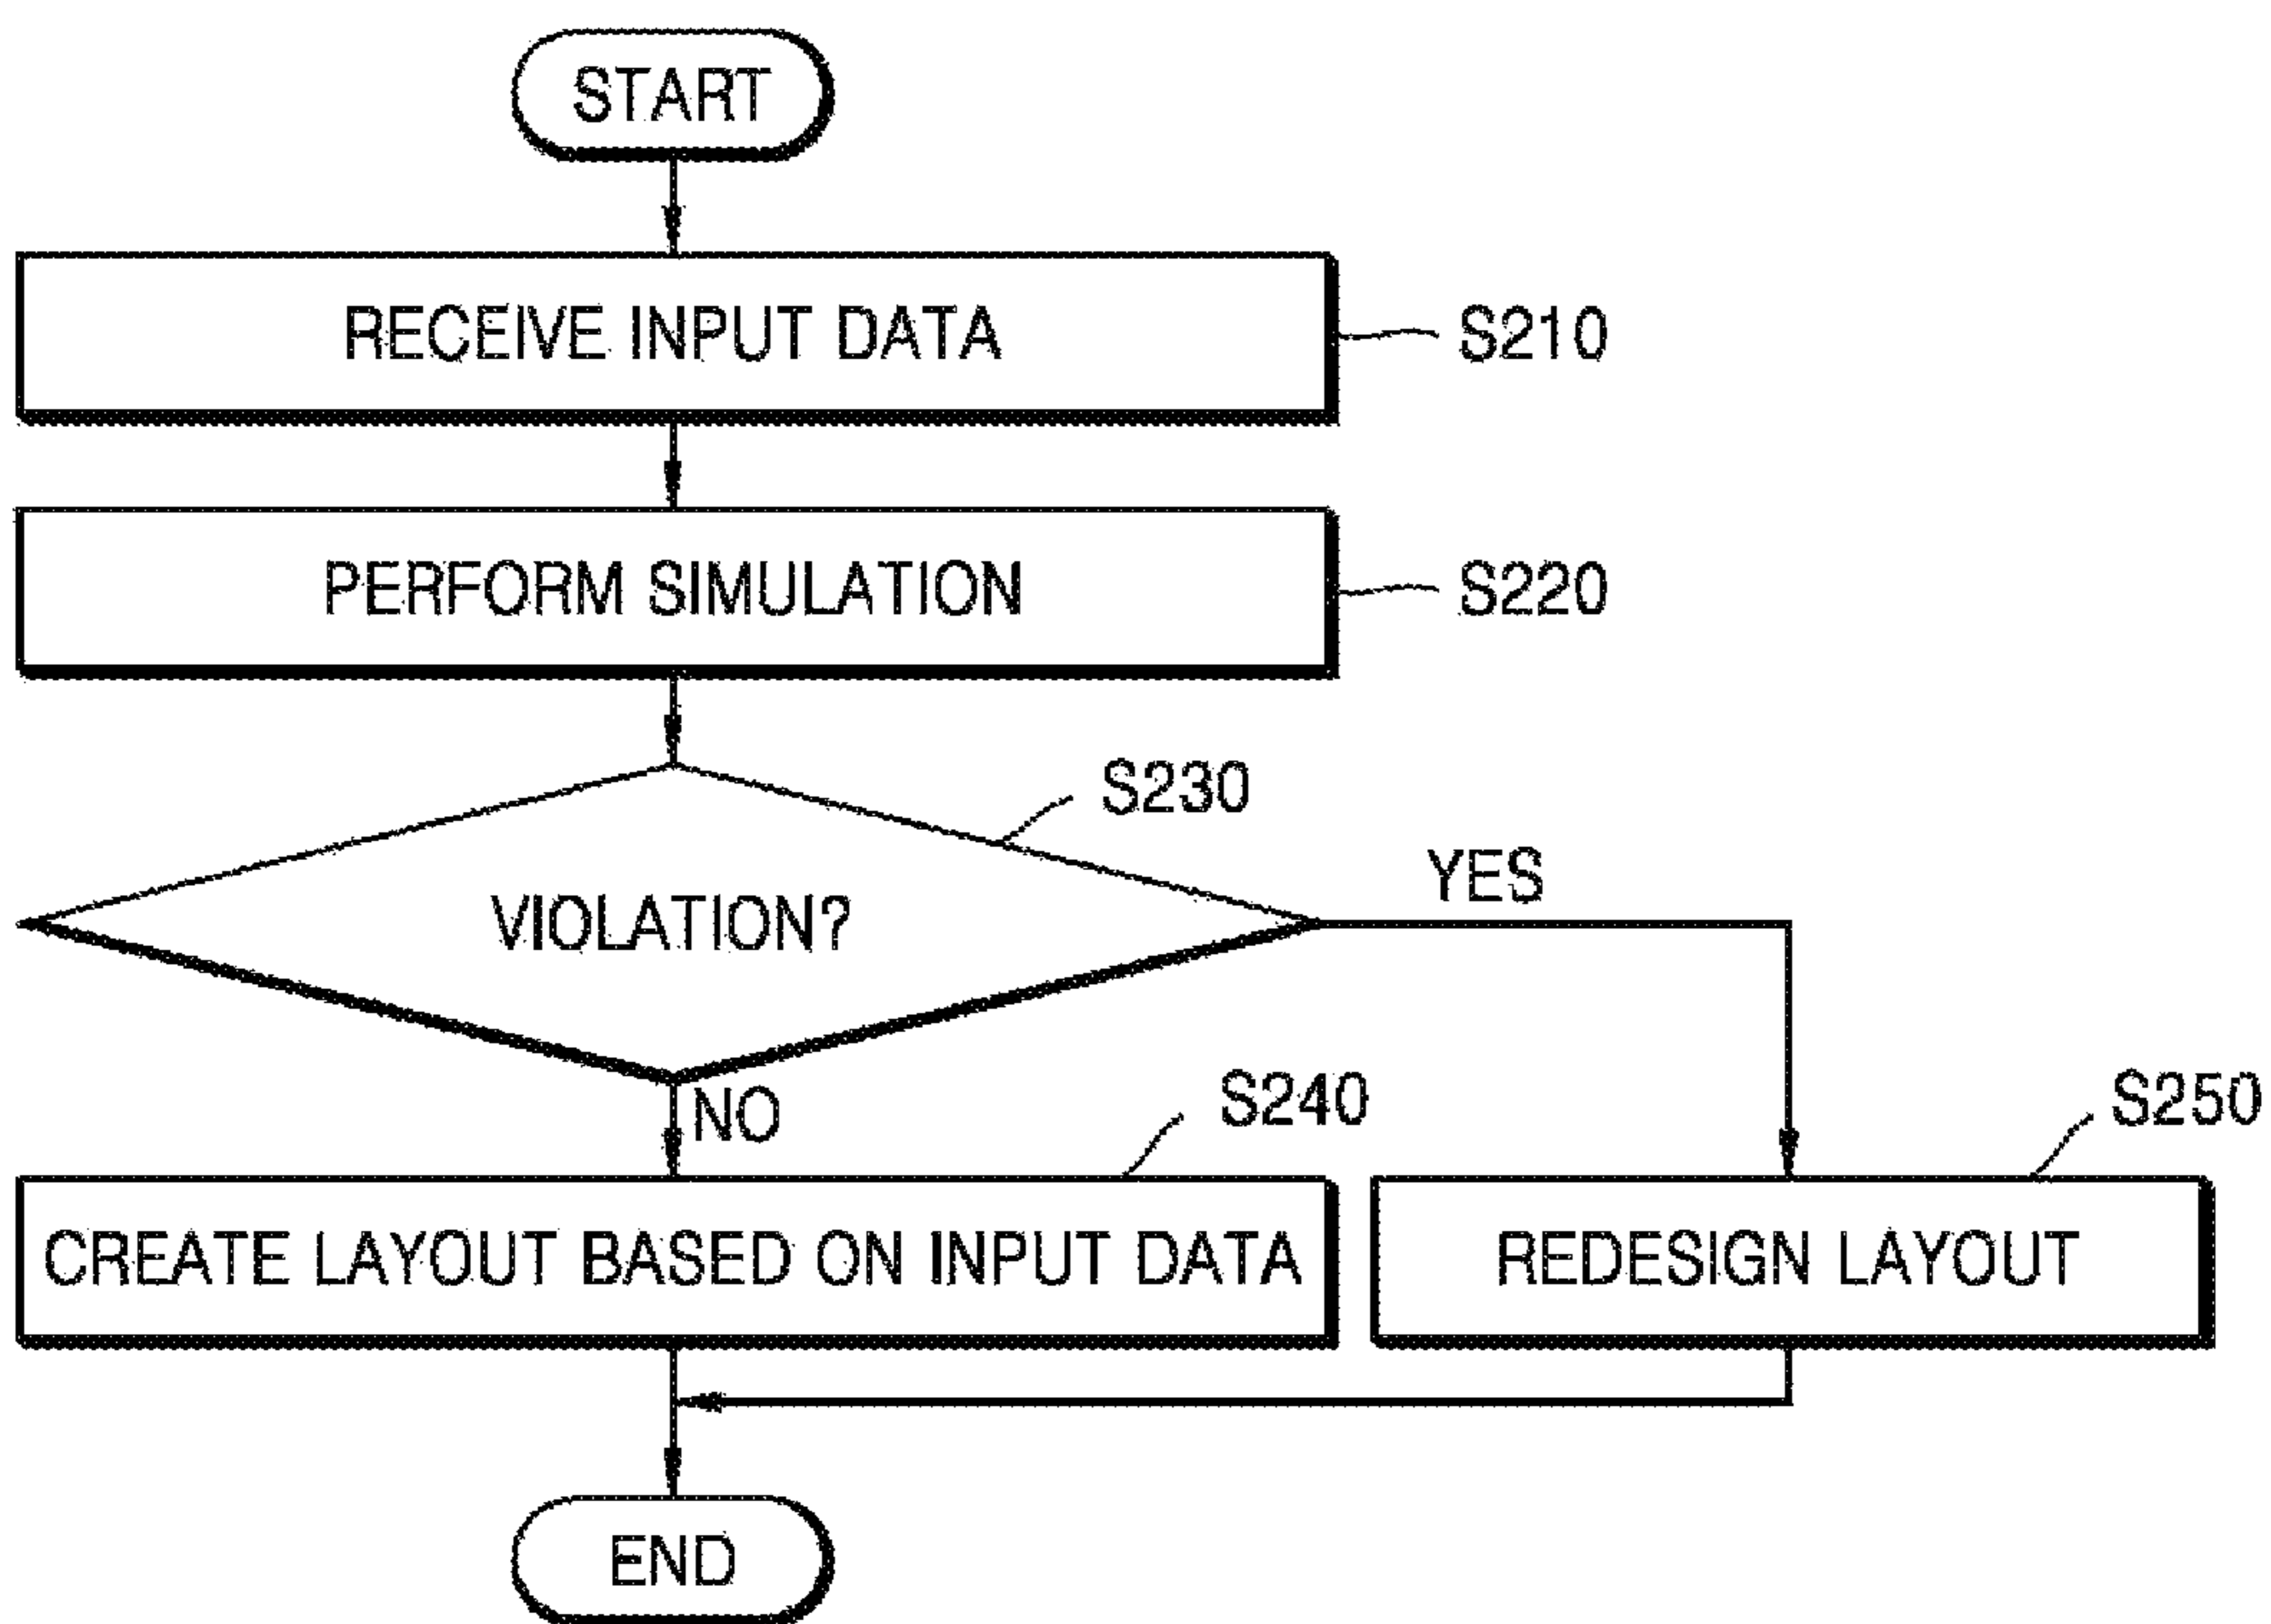 START
RECEIVE INPUT DATA
S210
PERFORM SIMULATION
S220
S230
VIOLATION?
YES
NO
S240
S250
CREATE LAYOUT BASED ON INPUT DATA
REDESIGN LAYOUT
END